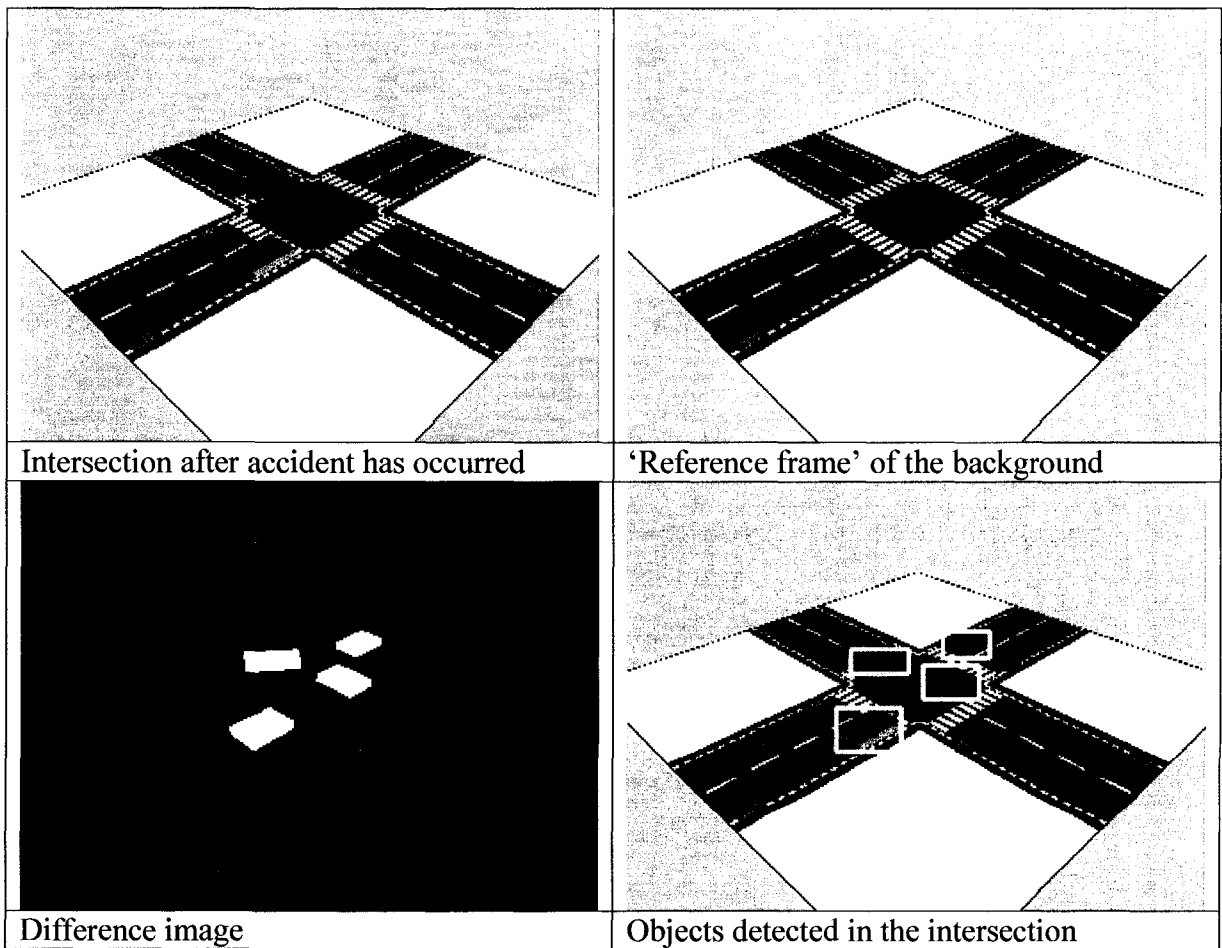 Intersection after accident has occurred
‘Reference frame’ of the background
Difference image
Objects detected in the intersection